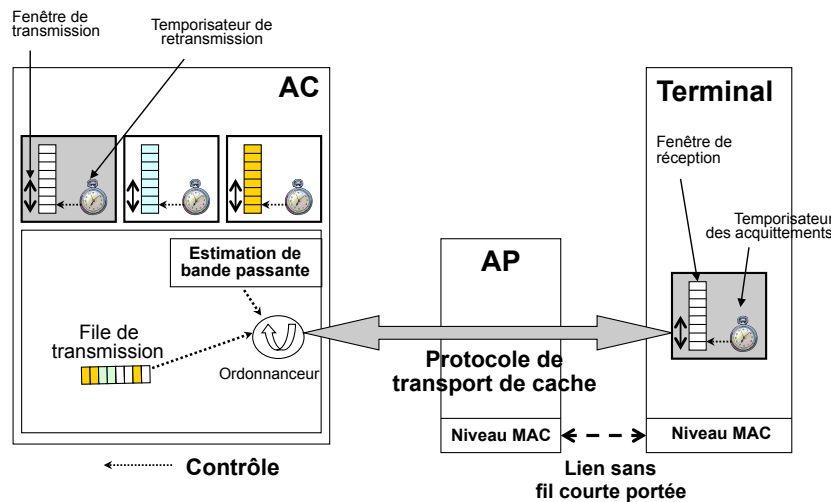 Fenêtre de
transmission
Temporisateur de
retransmission
AC
Terminal
Fenêtre de
réception
Temporisateur
des acquittements
Estimation de
bande passante
AP
File de
transmission
Ordonnanceur
Protocole de
transport de cache
Niveau MAC
Niveau MAC
Contrôle
Lien sans
fil courte portée